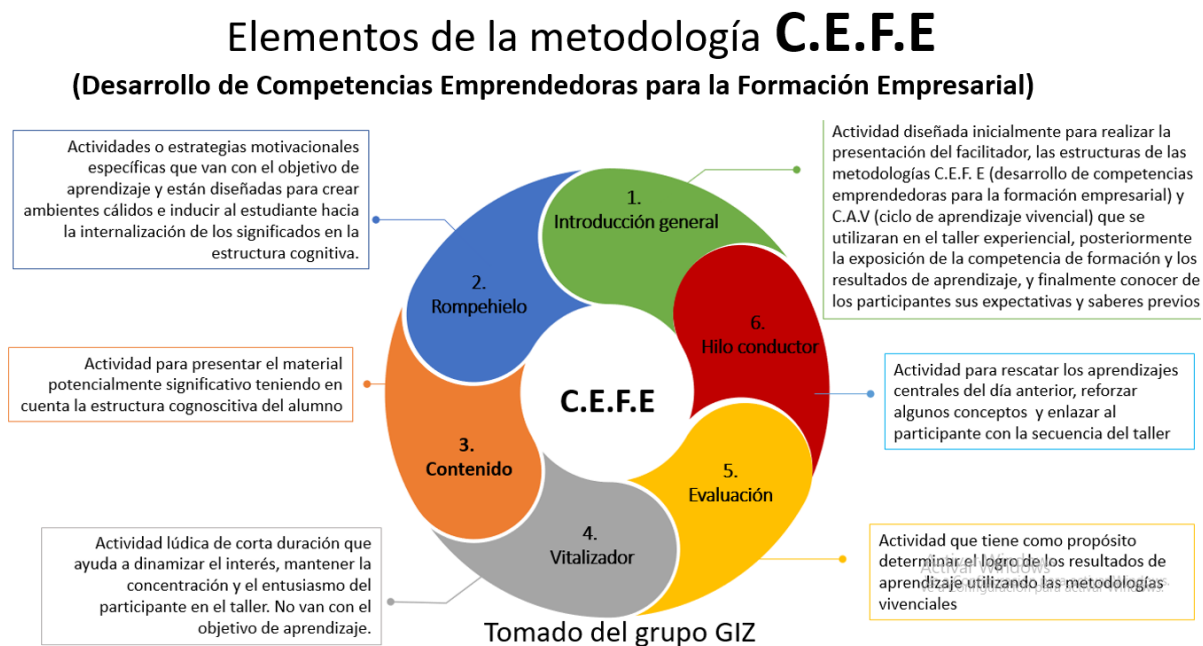 Elementos de la metodología C.E.F.E
(Desarrollo de Competencias Emprendedoras para la Formación Empresarial)
Actividades o estrategias motivacionales
específicas que van con el objetivo de
aprendizaje y están diseñadas para crear
ambientes cálidos e inducir al estudiante hacia
la internalización de los significados en la
estructura cognitiva.
Actividad diseñada inicialmente para realizar la
presentación del facilitador, las estructuras de las
metodologías C.E.F. E (desarrollo de competencias
emprendedoras para la formación empresarial) y
C.A.V (ciclo de aprendizaje vivencial) que se
utilizaran en el taller experiencial, posteriormente
la exposición de la competencia de formación y los
resultados de aprendizaje, y finalmente conocer de
los participantes sus expectativas y saberes previos
1.
Introducción general
2.
Rompehielo
6.
Hilo conductor
Actividad para presentar el material
potencialmente significativo teniendo en
cuenta la estructura cognoscitiva del alumno
C.E.F.E
Actividad para rescatar los aprendizajes
centrales del día anterior, reforzar
algunos conceptos y enlazar al
participante con la secuencia del taller
3.
Contenido
5.
Evaluación
4.
Vitalizador
Actividad lúdica de corta duración que
ayuda a dinamizar el interés, mantener la
concentración y el entusiasmo del
participante en el taller. No van con el
objetivo de aprendizaje.
Actividad que tiene como propósito
determinar el logro de los resultados de
aprendizaje utilizando las metodologías
vivenciales
Activar Windows
Ve a Configuración para activar Windows.
Tomado del grupo GIZ